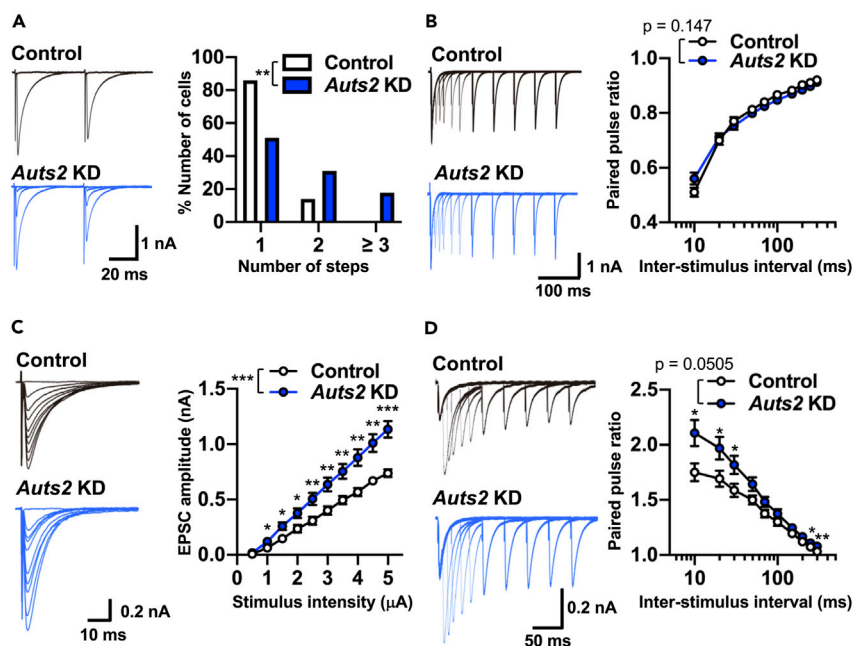 A
Control
Auts2 KD
1 nA
20 ms
% Number of cells
100
80
60
40
20
0
1 2 ≥ 3
Number of steps
**
Control
Auts2 KD
B
Control
Auts2 KD
1 nA
100 ms
p = 0.147
Control
Auts2 KD
Paired pulse ratio
1.0
0.8
0.6
0.4
10 100
Inter-stimulus interval (ms)
C
Control
Auts2 KD
0.2 nA
10 ms
***
Control
Auts2 KD
EPSC amplitude (nA)
1.5
1.0
0.5
0.0
* * * ** ** ** ** ** ***
0 1 2 3 4 5
Stimulus intensity (μA)
D
Control
Auts2 KD
0.2 nA
50 ms
p = 0.0505
Control
Auts2 KD
Paired pulse ratio
2.5
2.0
1.5
1.0
* * * * **
10 100
Inter-stimulus interval (ms)